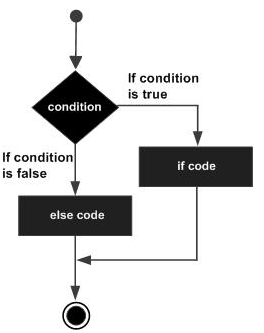 If condition
is true
condition
If condition
is false
if code
else code